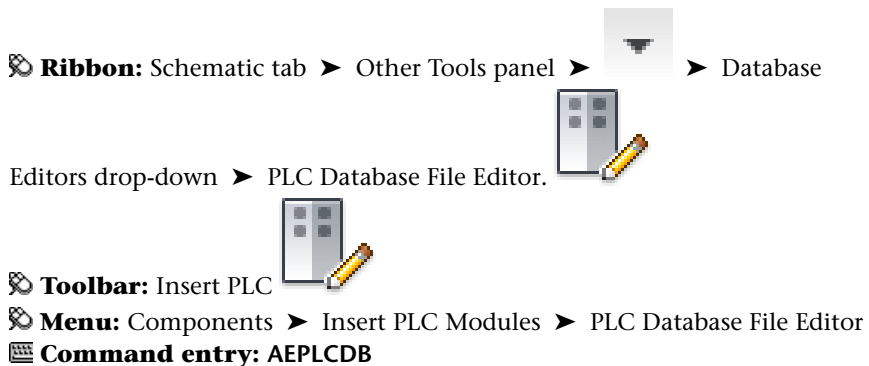 Ribbon: Schematic tab ➤ Other Tools panel ➤ ➤ Database
Editors drop-down ➤ PLC Database File Editor.
Toolbar: Insert PLC
Menu: Components ➤ Insert PLC Modules ➤ PLC Database File Editor
Command entry: AEPLCDB